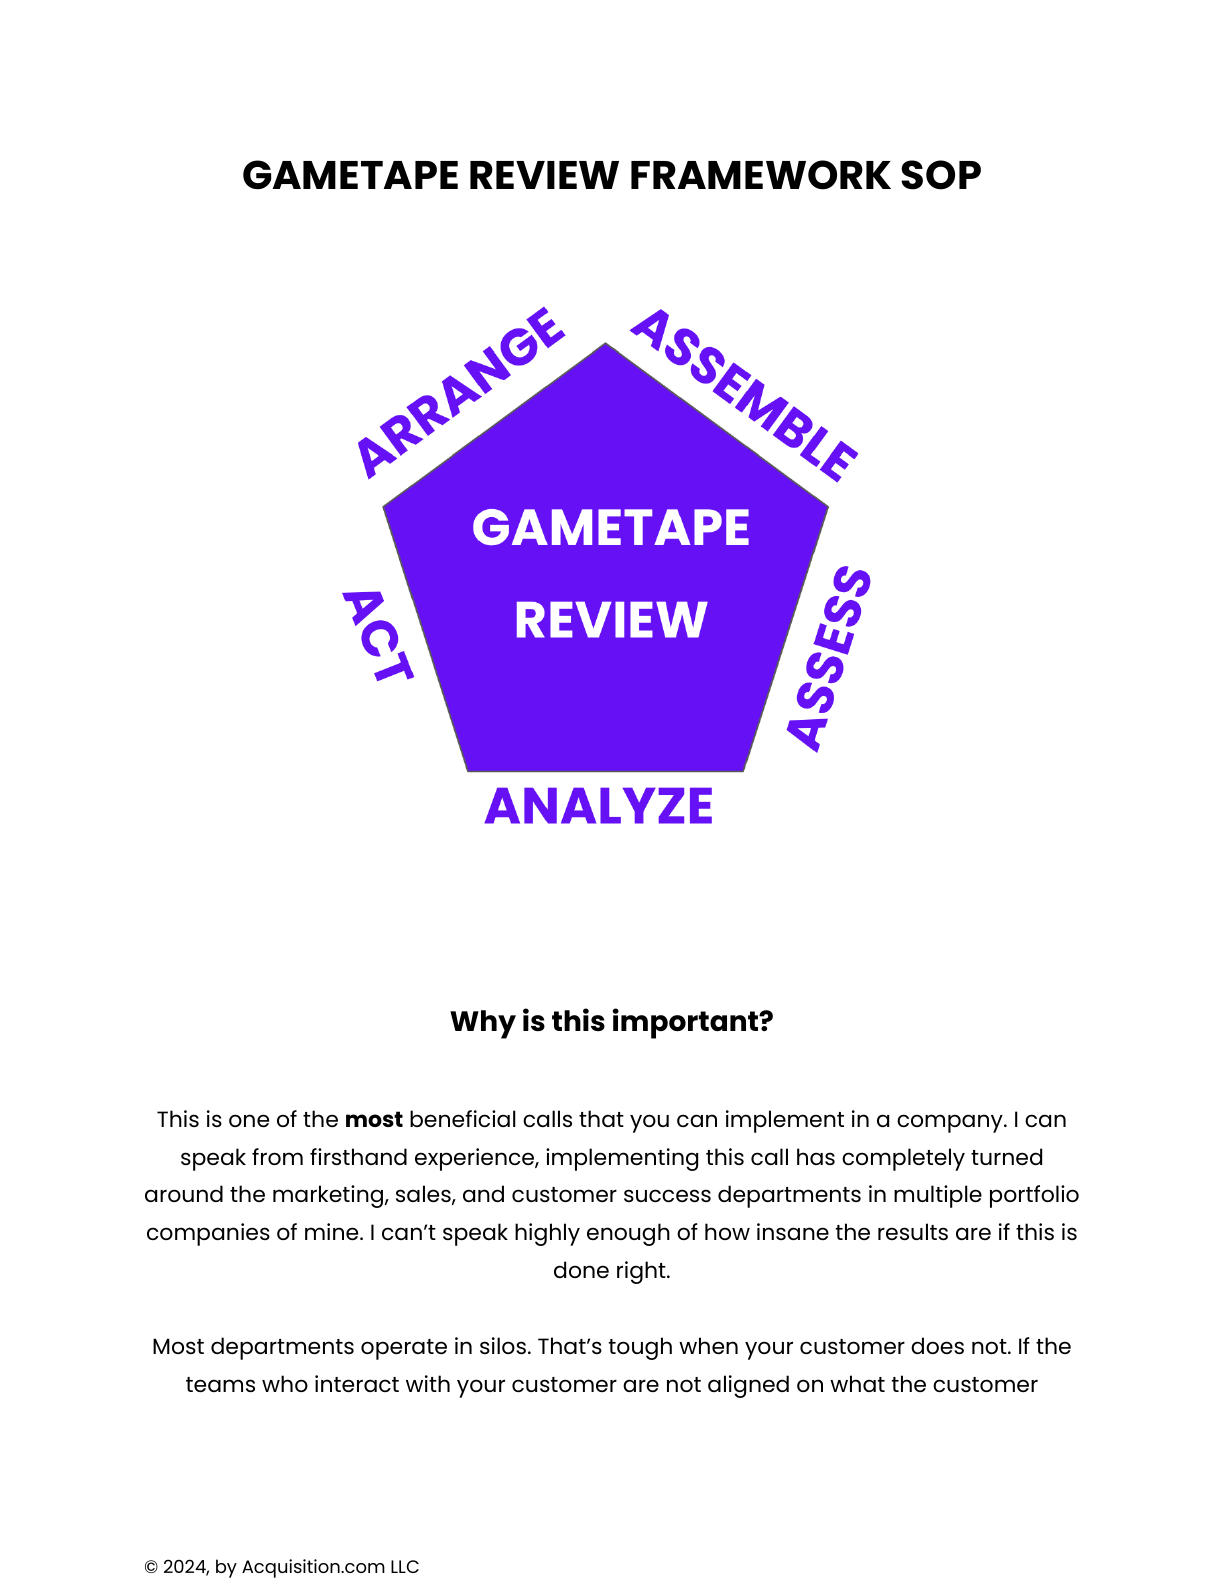 GAMETAPE REVIEW FRAMEWORK SOP
ARRANGE
ASSEMBLE
GAMETAPE
REVIEW
ACT
ASSESS
ANALYZE
Why is this important?
This is one of the most beneficial calls that you can implement in a company. I can
speak from firsthand experience, implementing this call has completely turned
around the marketing, sales, and customer success departments in multiple portfolio
companies of mine. I can’t speak highly enough of how insane the results are if this is
done right.
Most departments operate in silos. That’s tough when your customer does not. If the
teams who interact with your customer are not aligned on what the customer
© 2024, by Acquisition.com LLC